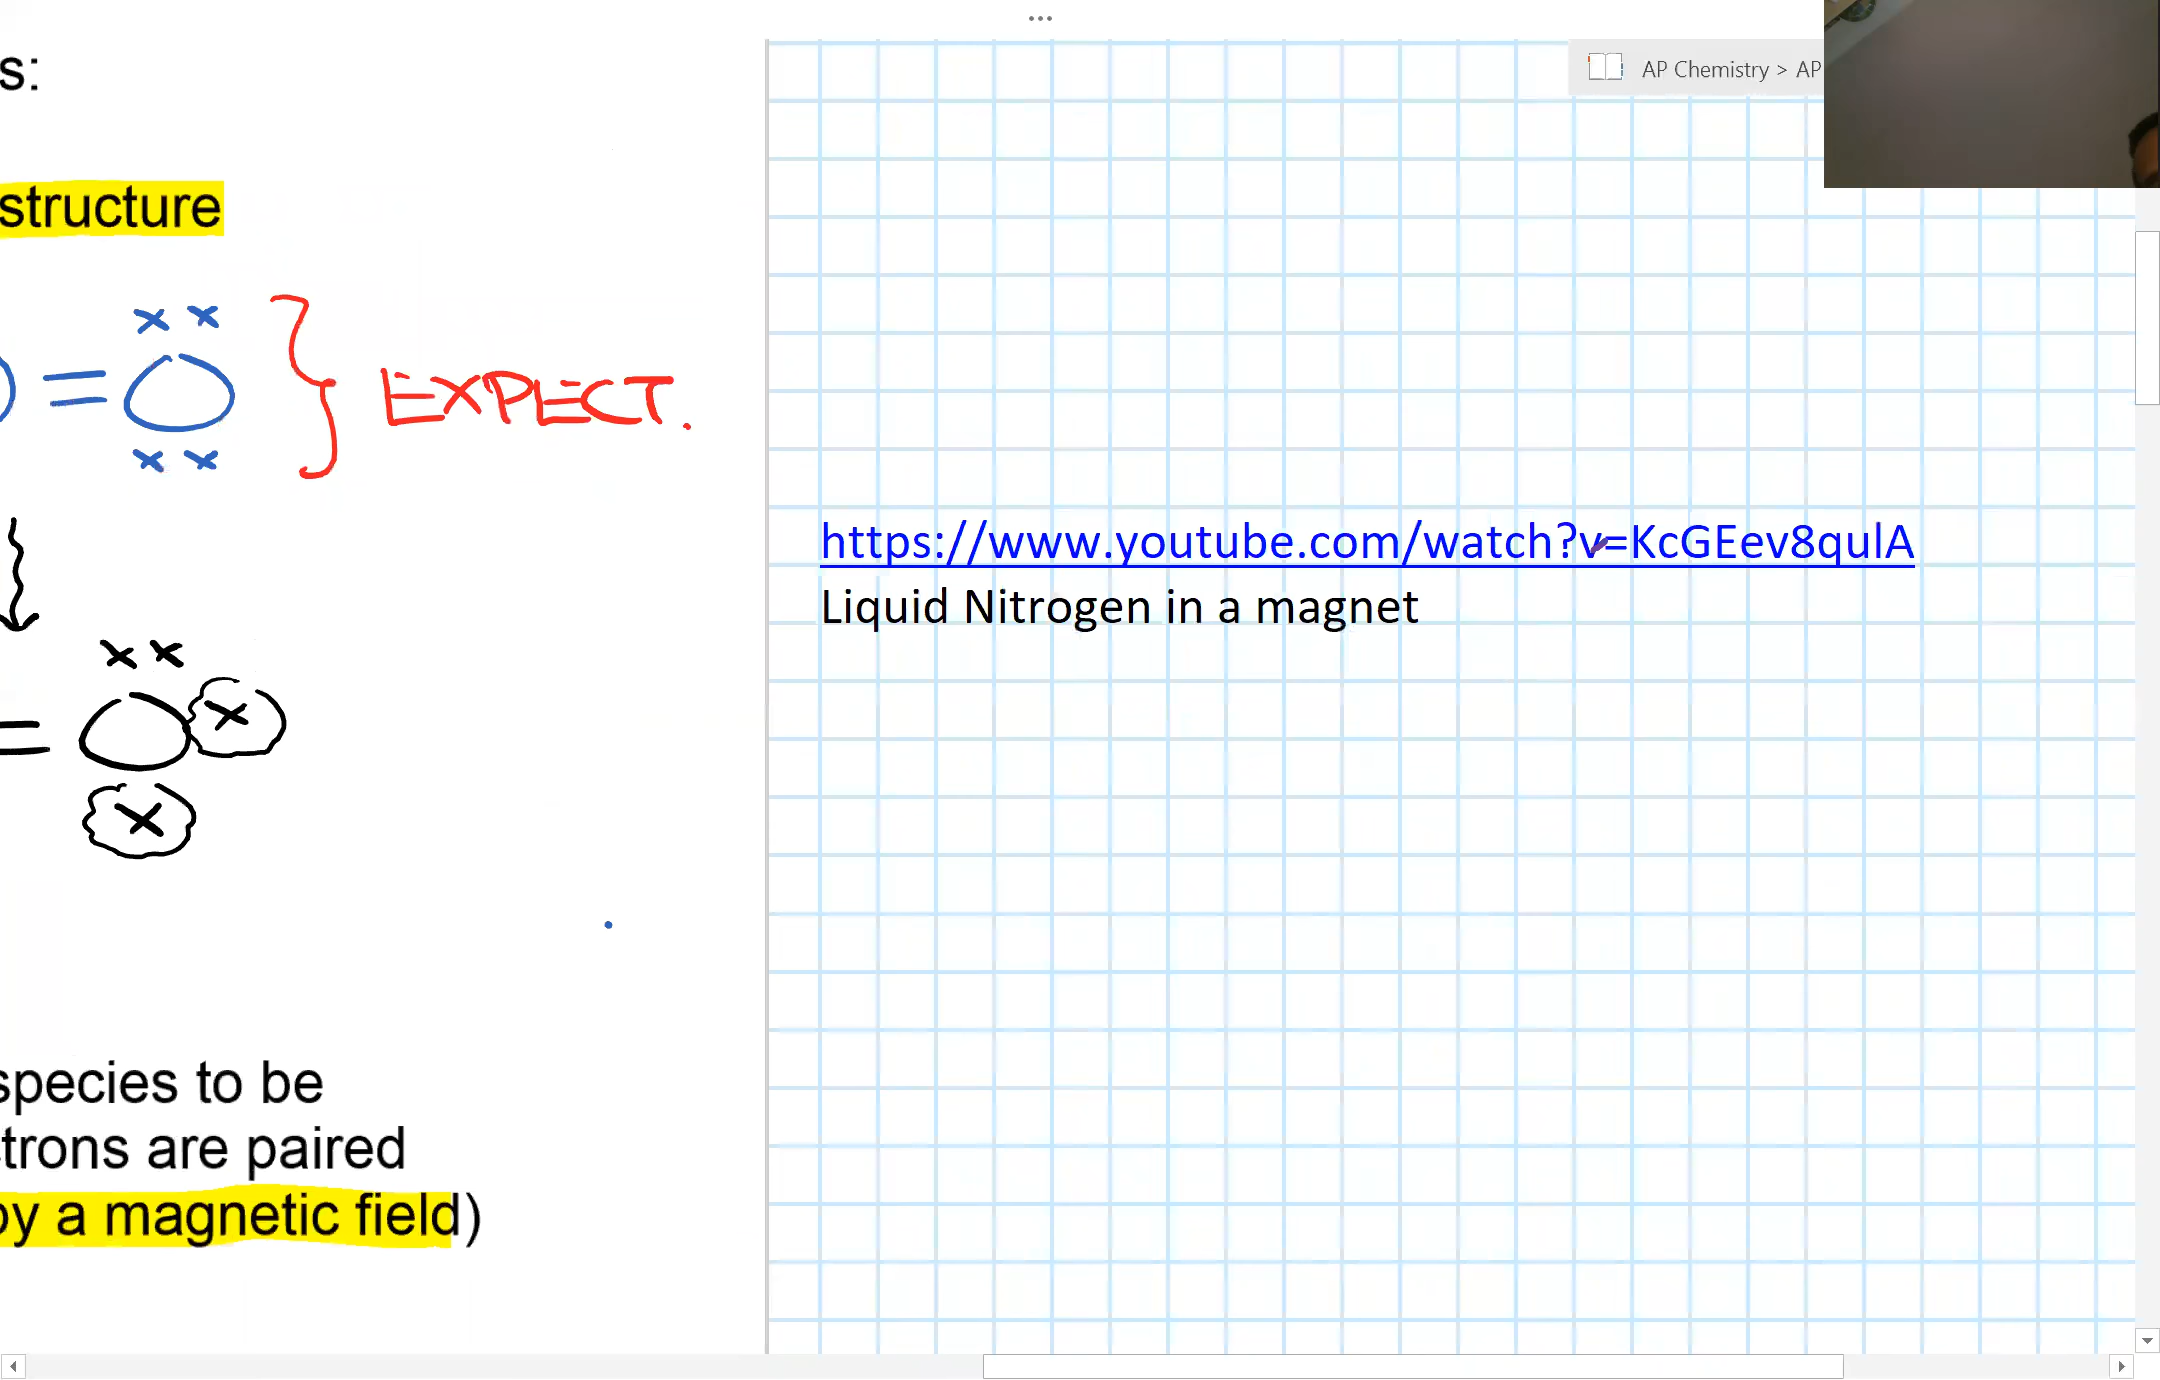 s:
structure
x x
O = O } EXPECT.
x x
x x
= O x
x
species to be
trons are paired
by a magnetic field)
AP Chemistry > AP
https://www.youtube.com/watch?v=KcGEev8qulA
Liquid Nitrogen in a magnet